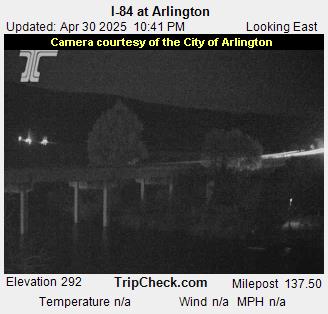 I-84 at Arlington
Updated: Apr 30 2025 10:41 PM Looking East
Camera courtesy of the City of Arlington
Elevation 292 TripCheck.com Milepost 137.50
Temperature n/a Wind n/a MPH n/a